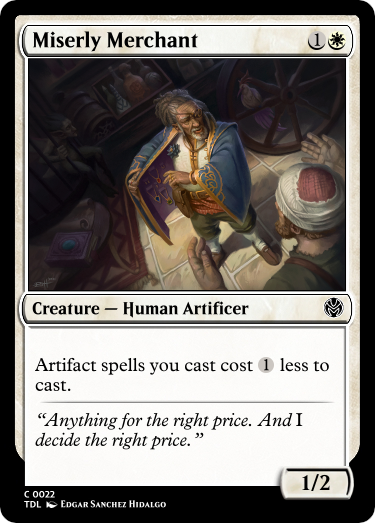 Miserly Merchant 1
Creature — Human Artificer
Artifact spells you cast cost 1 less to
cast.
“Anything for the right price. And I
decide the right price.”
1/2
C 0022
TDL Edgar Sanchez Hidalgo